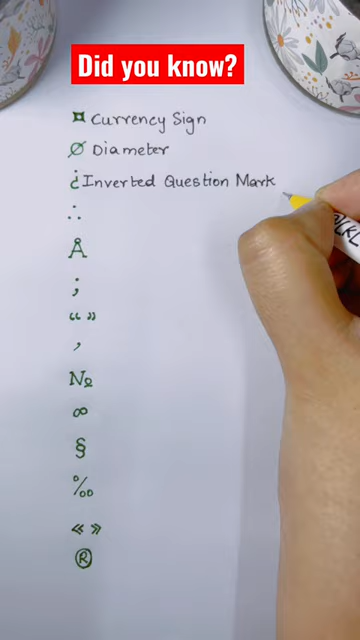 Did you know?
¤ Currency Sign
⌀ Diameter
¿ Inverted Question Mark
∴
Å
;
“ ”
,
№
∞
§
‰
« »
®